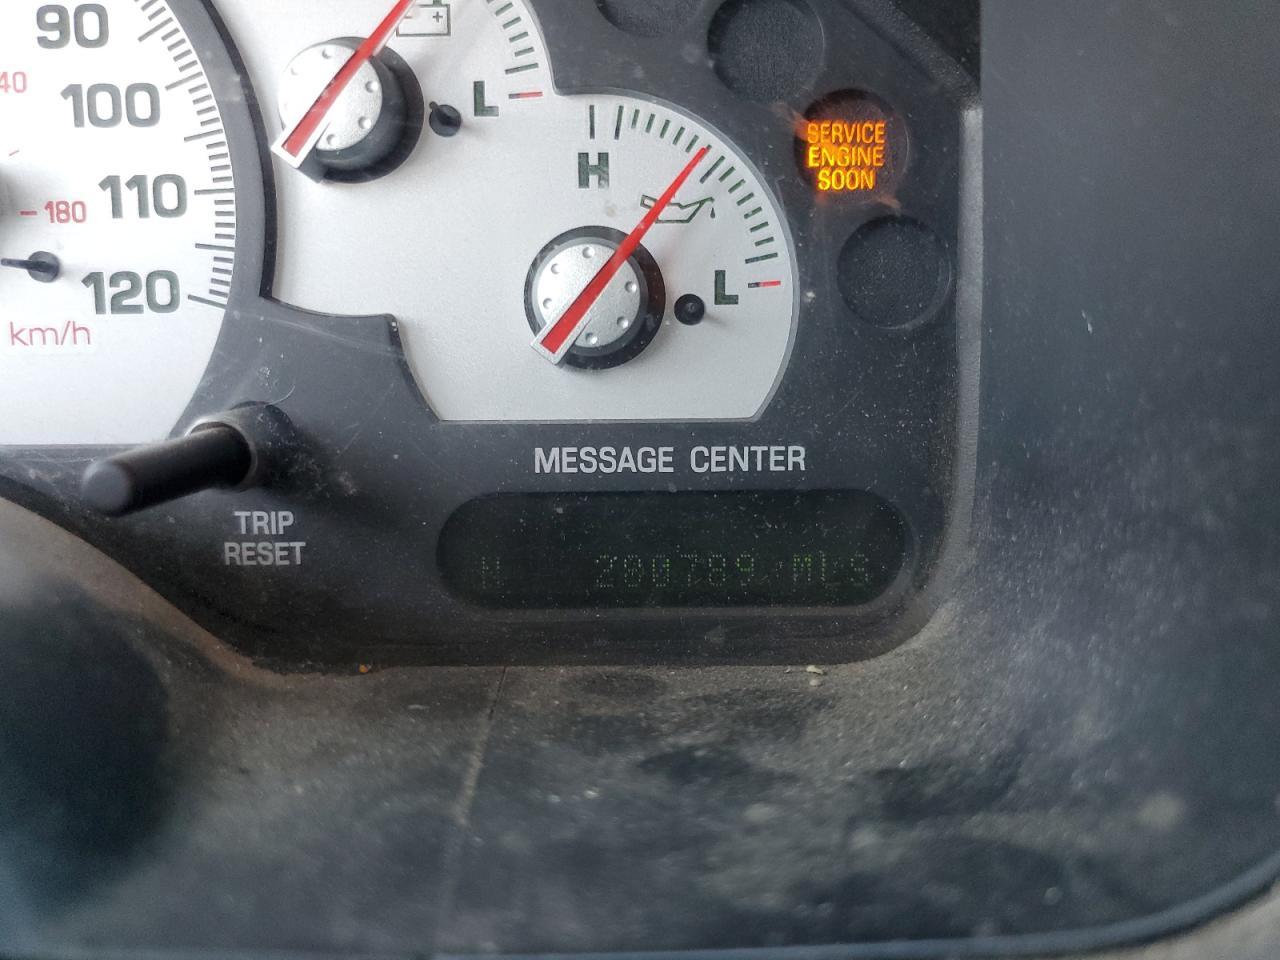 90
40
100
110
180
120
km/h
L
H
L
SERVICE
ENGINE
SOON
TRIP
RESET
MESSAGE CENTER
N 200789 MLS